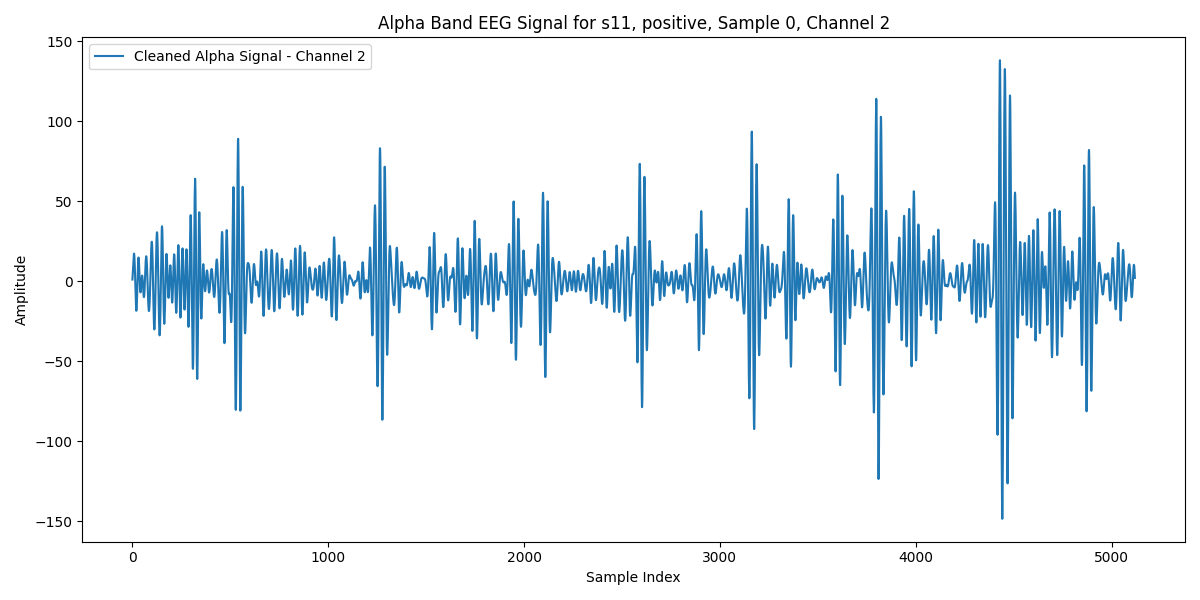 Alpha Band EEG Signal for s11, positive, Sample 0, Channel 2
Cleaned Alpha Signal - Channel 2
150
100
50
0
−50
−100
−150
Amplitude
0 1000 2000 3000 4000 5000
Sample Index